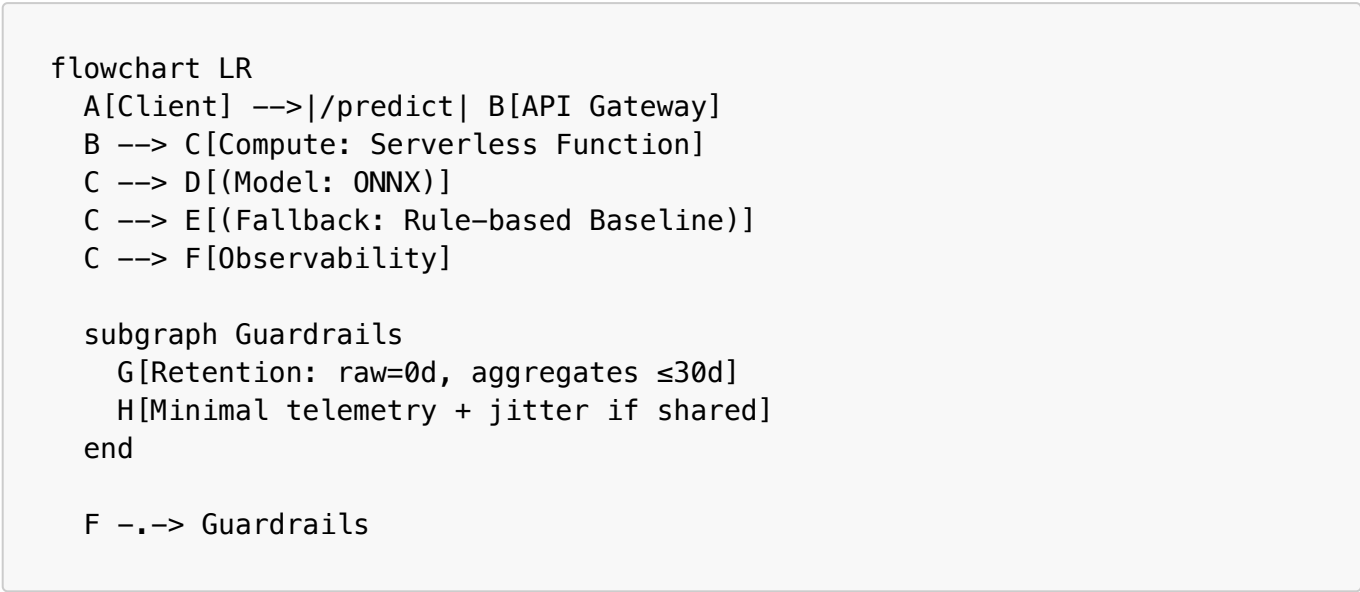 flowchart LR
  A[Client] -->|/predict| B[API Gateway]
  B --> C[Compute: Serverless Function]
  C --> D[(Model: ONNX)]
  C --> E[(Fallback: Rule-based Baseline)]
  C --> F[Observability]

  subgraph Guardrails
    G[Retention: raw=0d, aggregates ≤30d]
    H[Minimal telemetry + jitter if shared]
  end

  F -.-> Guardrails